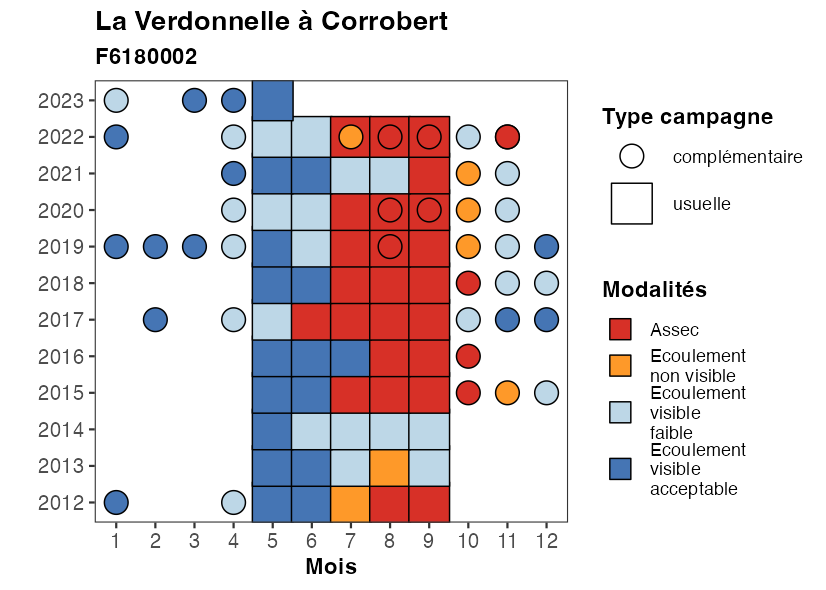 La Verdonnelle à Corrobert
F6180002
2023
2022
2021
2020
2019
2018
2017
2016
2015
2014
2013
2012
1 2 3 4 5 6 7 8 9 10 11 12
Mois
Type campagne
complémentaire
usuelle
Modalités
Assec
Ecoulement
non visible
Ecoulement
visible
faible
Ecoulement
visible
acceptable